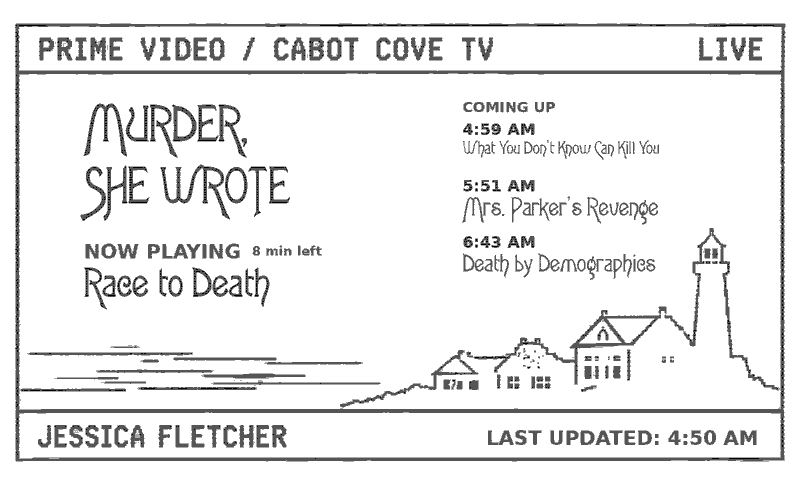 PRIME VIDEO / CABOT COVE TV
LIVE
MURDER,
SHE WROTE
NOW PLAYING 8 min left
Race to Death
COMING UP
4:59 AM
What You Don't Know Can Kill You
5:51 AM
Mrs. Parker's Revenge
6:43 AM
Death by Demographics
JESSICA FLETCHER
LAST UPDATED: 4:50 AM